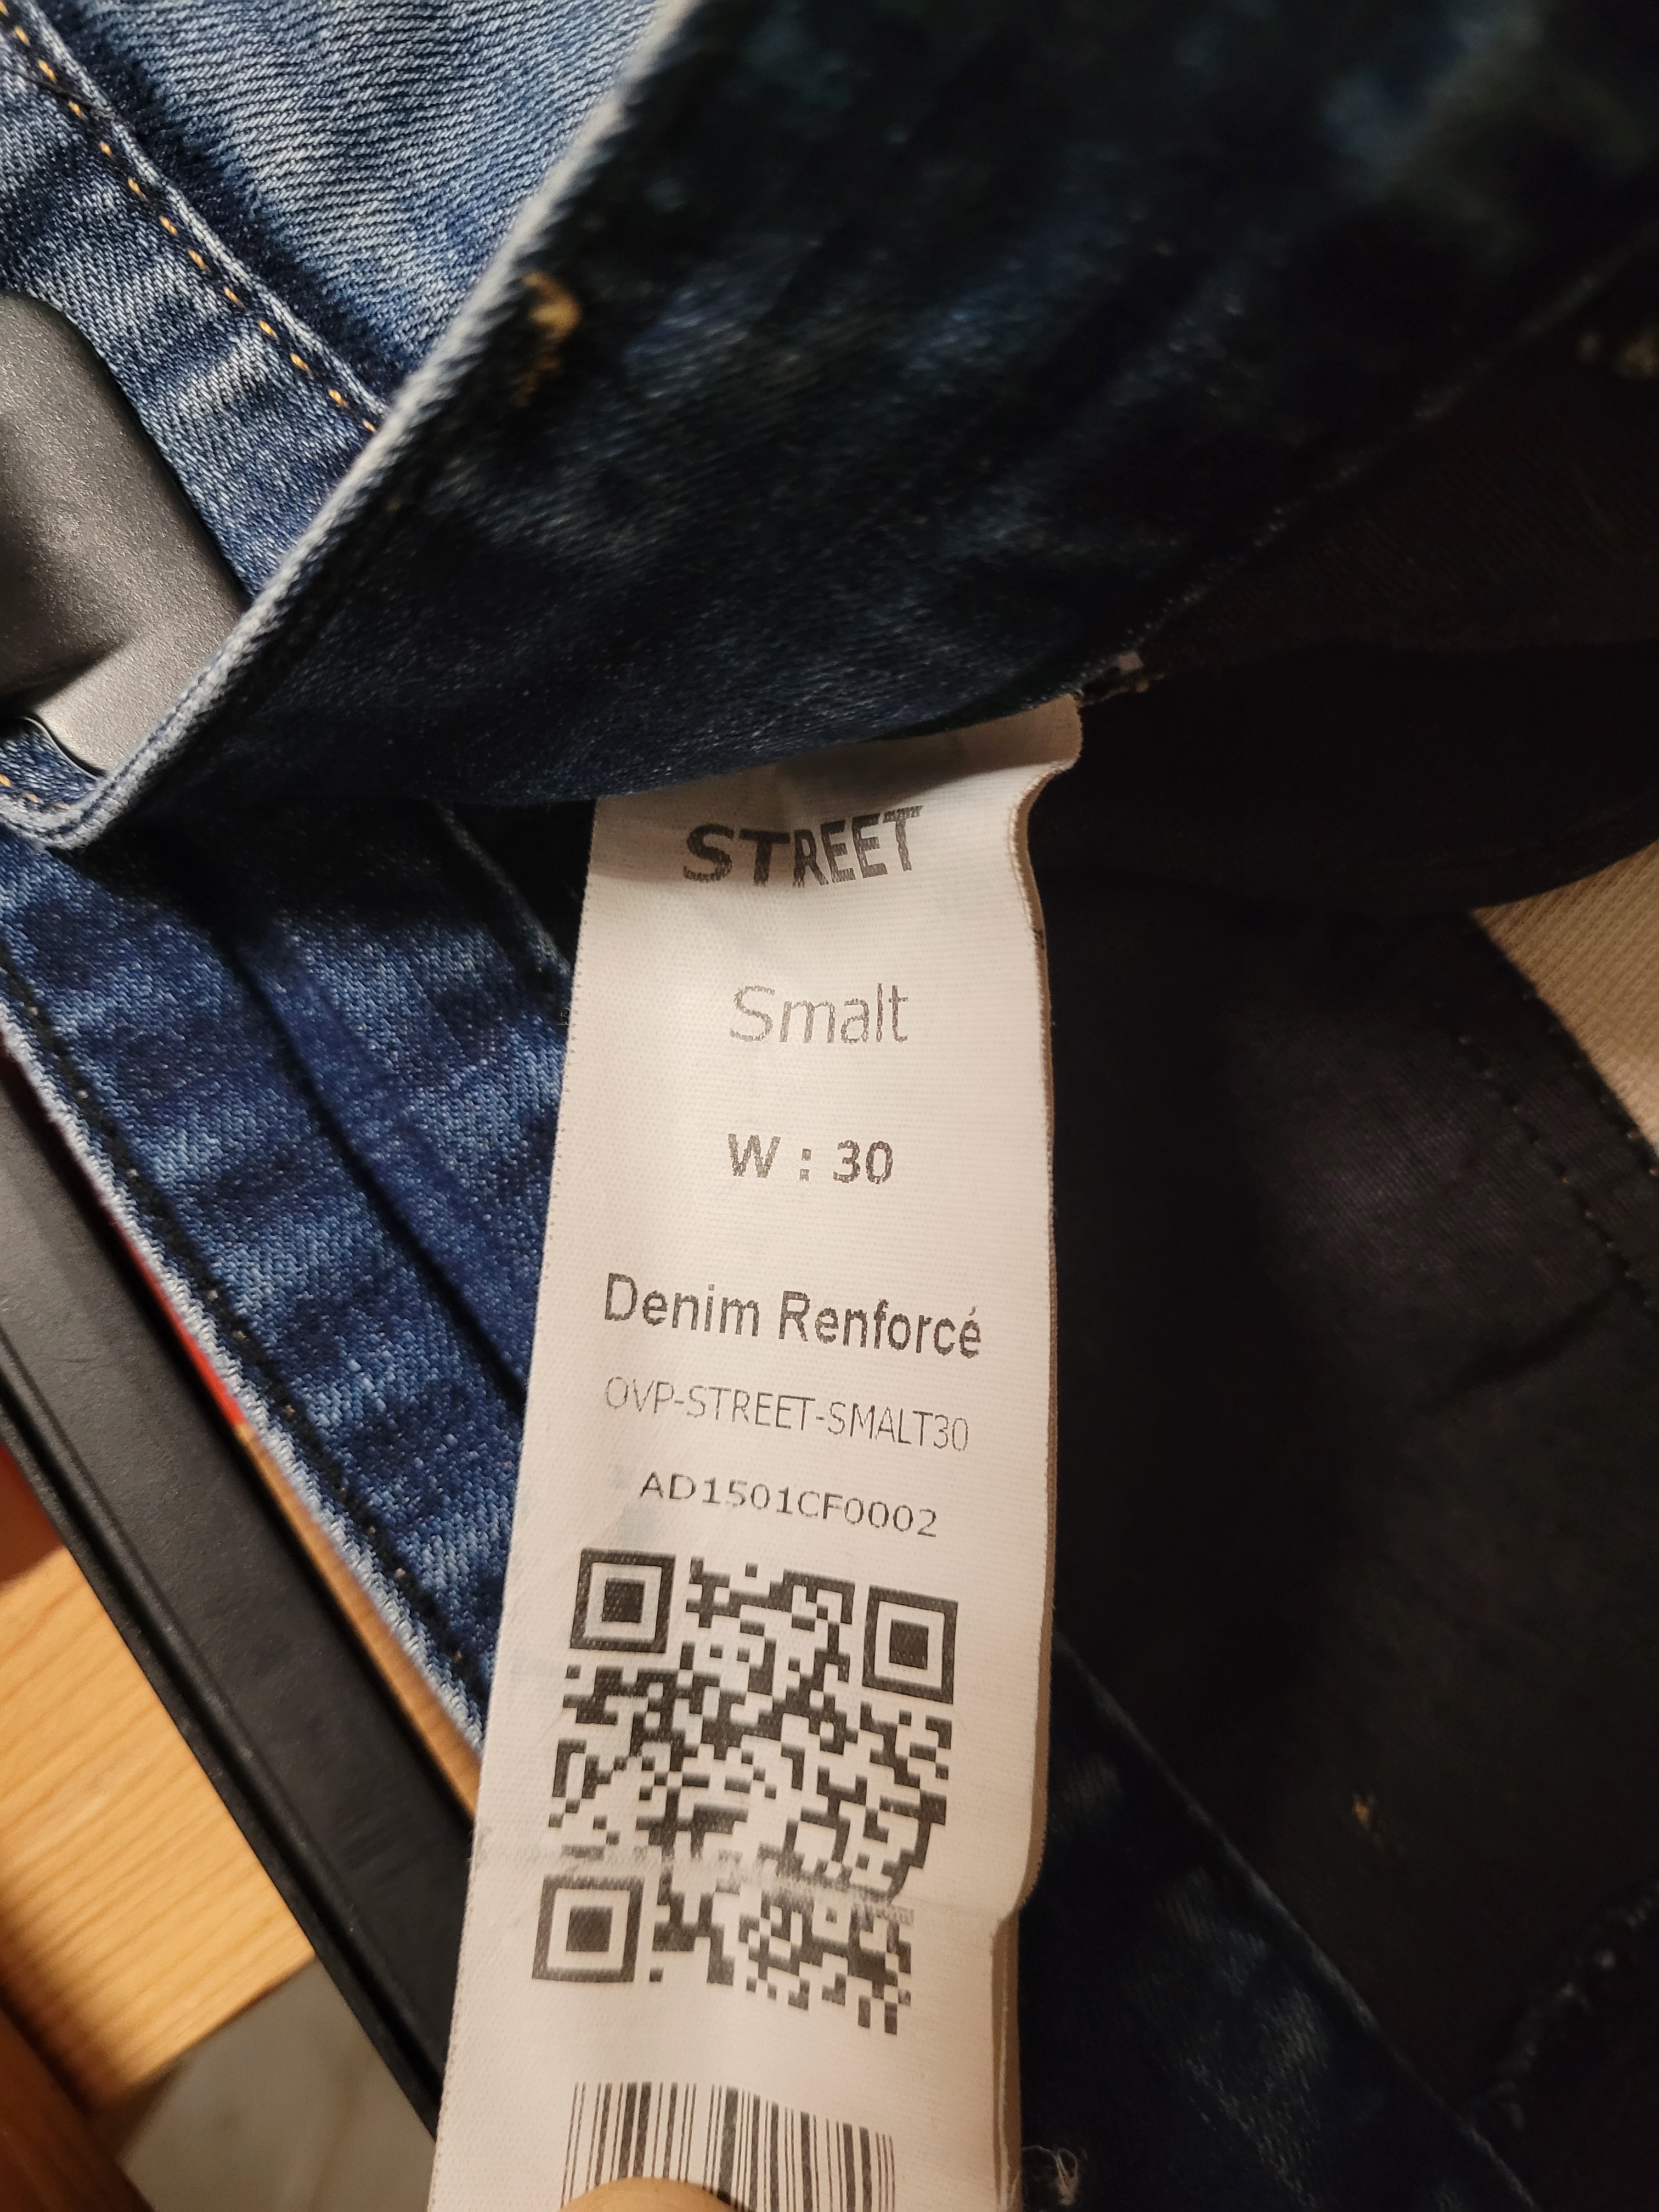 STREET
Smalt
W : 30
Denim Renforcé
OVP-STREET-SMALT30
AD1501CF0002